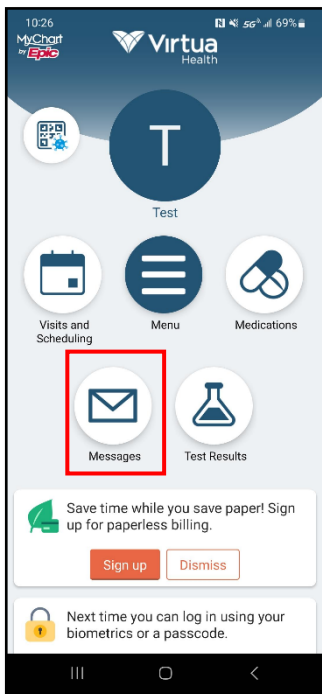 10:26
5G 69%
MyChart
by Epic
Virtua
Health
T
Test
Visits and
Scheduling
Menu
Medications
Messages
Test Results
Save time while you save paper! Sign
up for paperless billing.
Sign up
Dismiss
Next time you can log in using your
biometrics or a passcode.